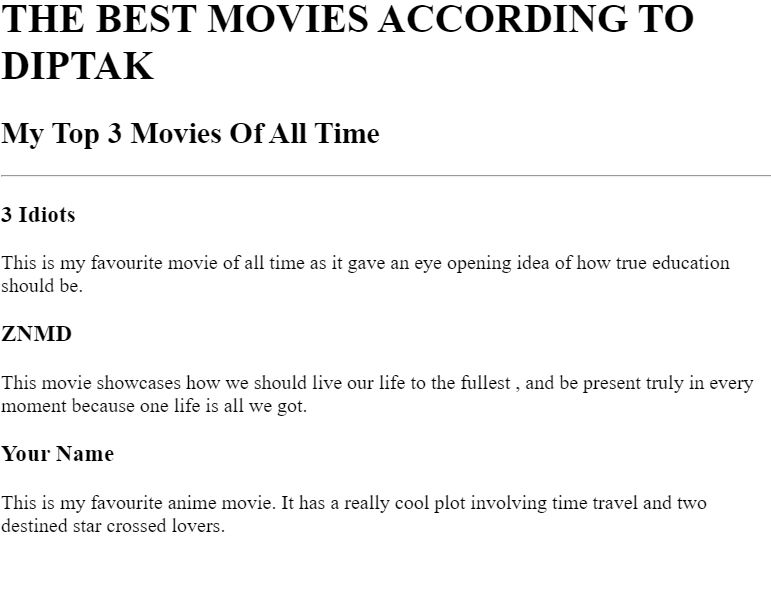 THE BEST MOVIES ACCORDING TO
DIPTAK
My Top 3 Movies Of All Time
3 Idiots
This is my favourite movie of all time as it gave an eye opening idea of how true education
should be.
ZNMD
This movie showcases how we should live our life to the fullest , and be present truly in every
moment because one life is all we got.
Your Name
This is my favourite anime movie. It has a really cool plot involving time travel and two
destined star crossed lovers.